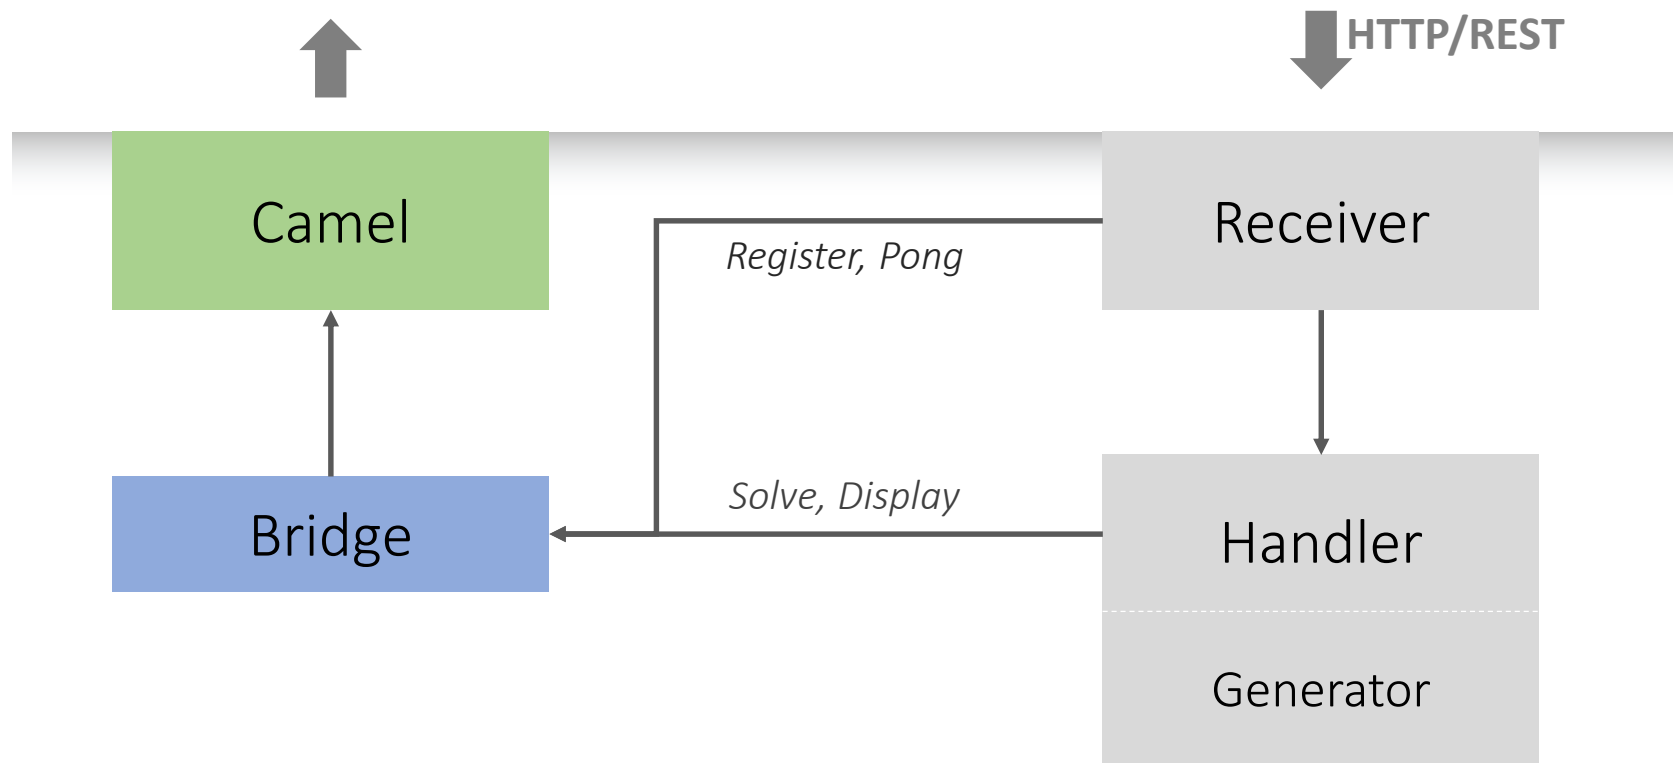 HTTP/REST
Camel
Receiver
Register, Pong
Solve, Display
Bridge
Handler
Generator